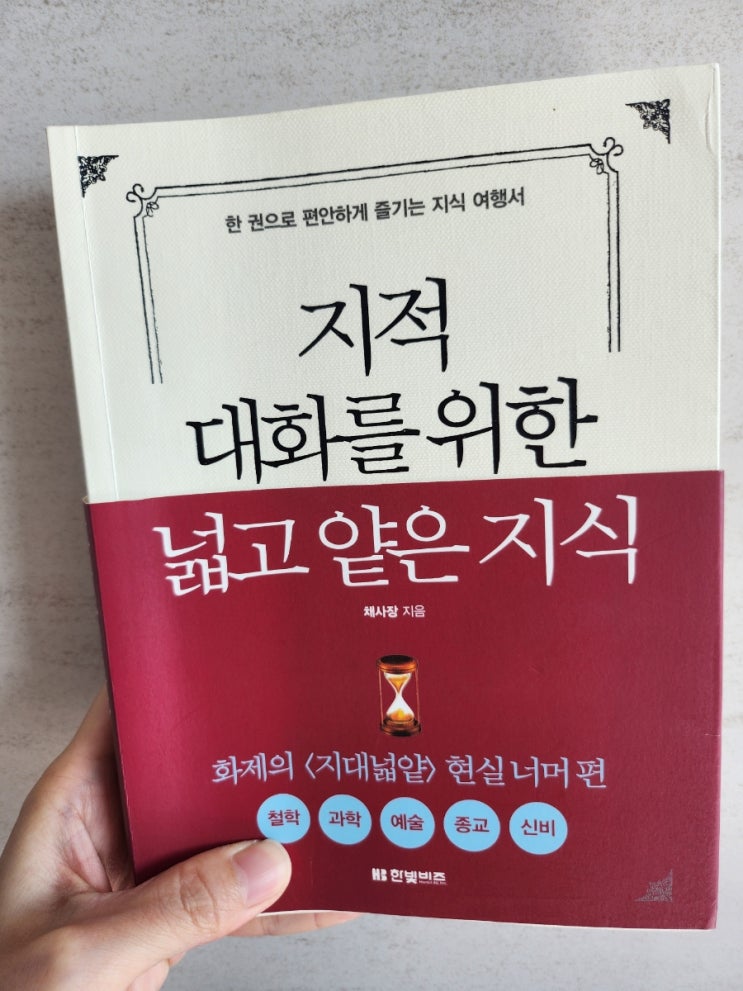 한 권으로 편안하게 즐기는 지식 여행서
지적
대화를 위한
넓고 얕은 지식
채사장 지음
화제의 〈지대넓얕〉 현실 너머 편
철학 과학 예술 종교 신비
HB 한빛비즈